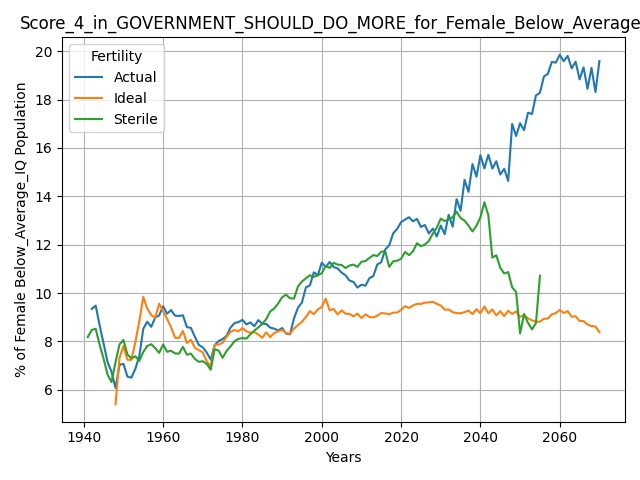 Score_4_in_GOVERNMENT_SHOULD_DO_MORE_for_Female_Below_Average
% of Female Below_Average_IQ Population
Fertility
Actual
Ideal
Sterile
20
18
16
14
12
10
8
6
1940
1960
1980
2000
2020
2040
2060
Years